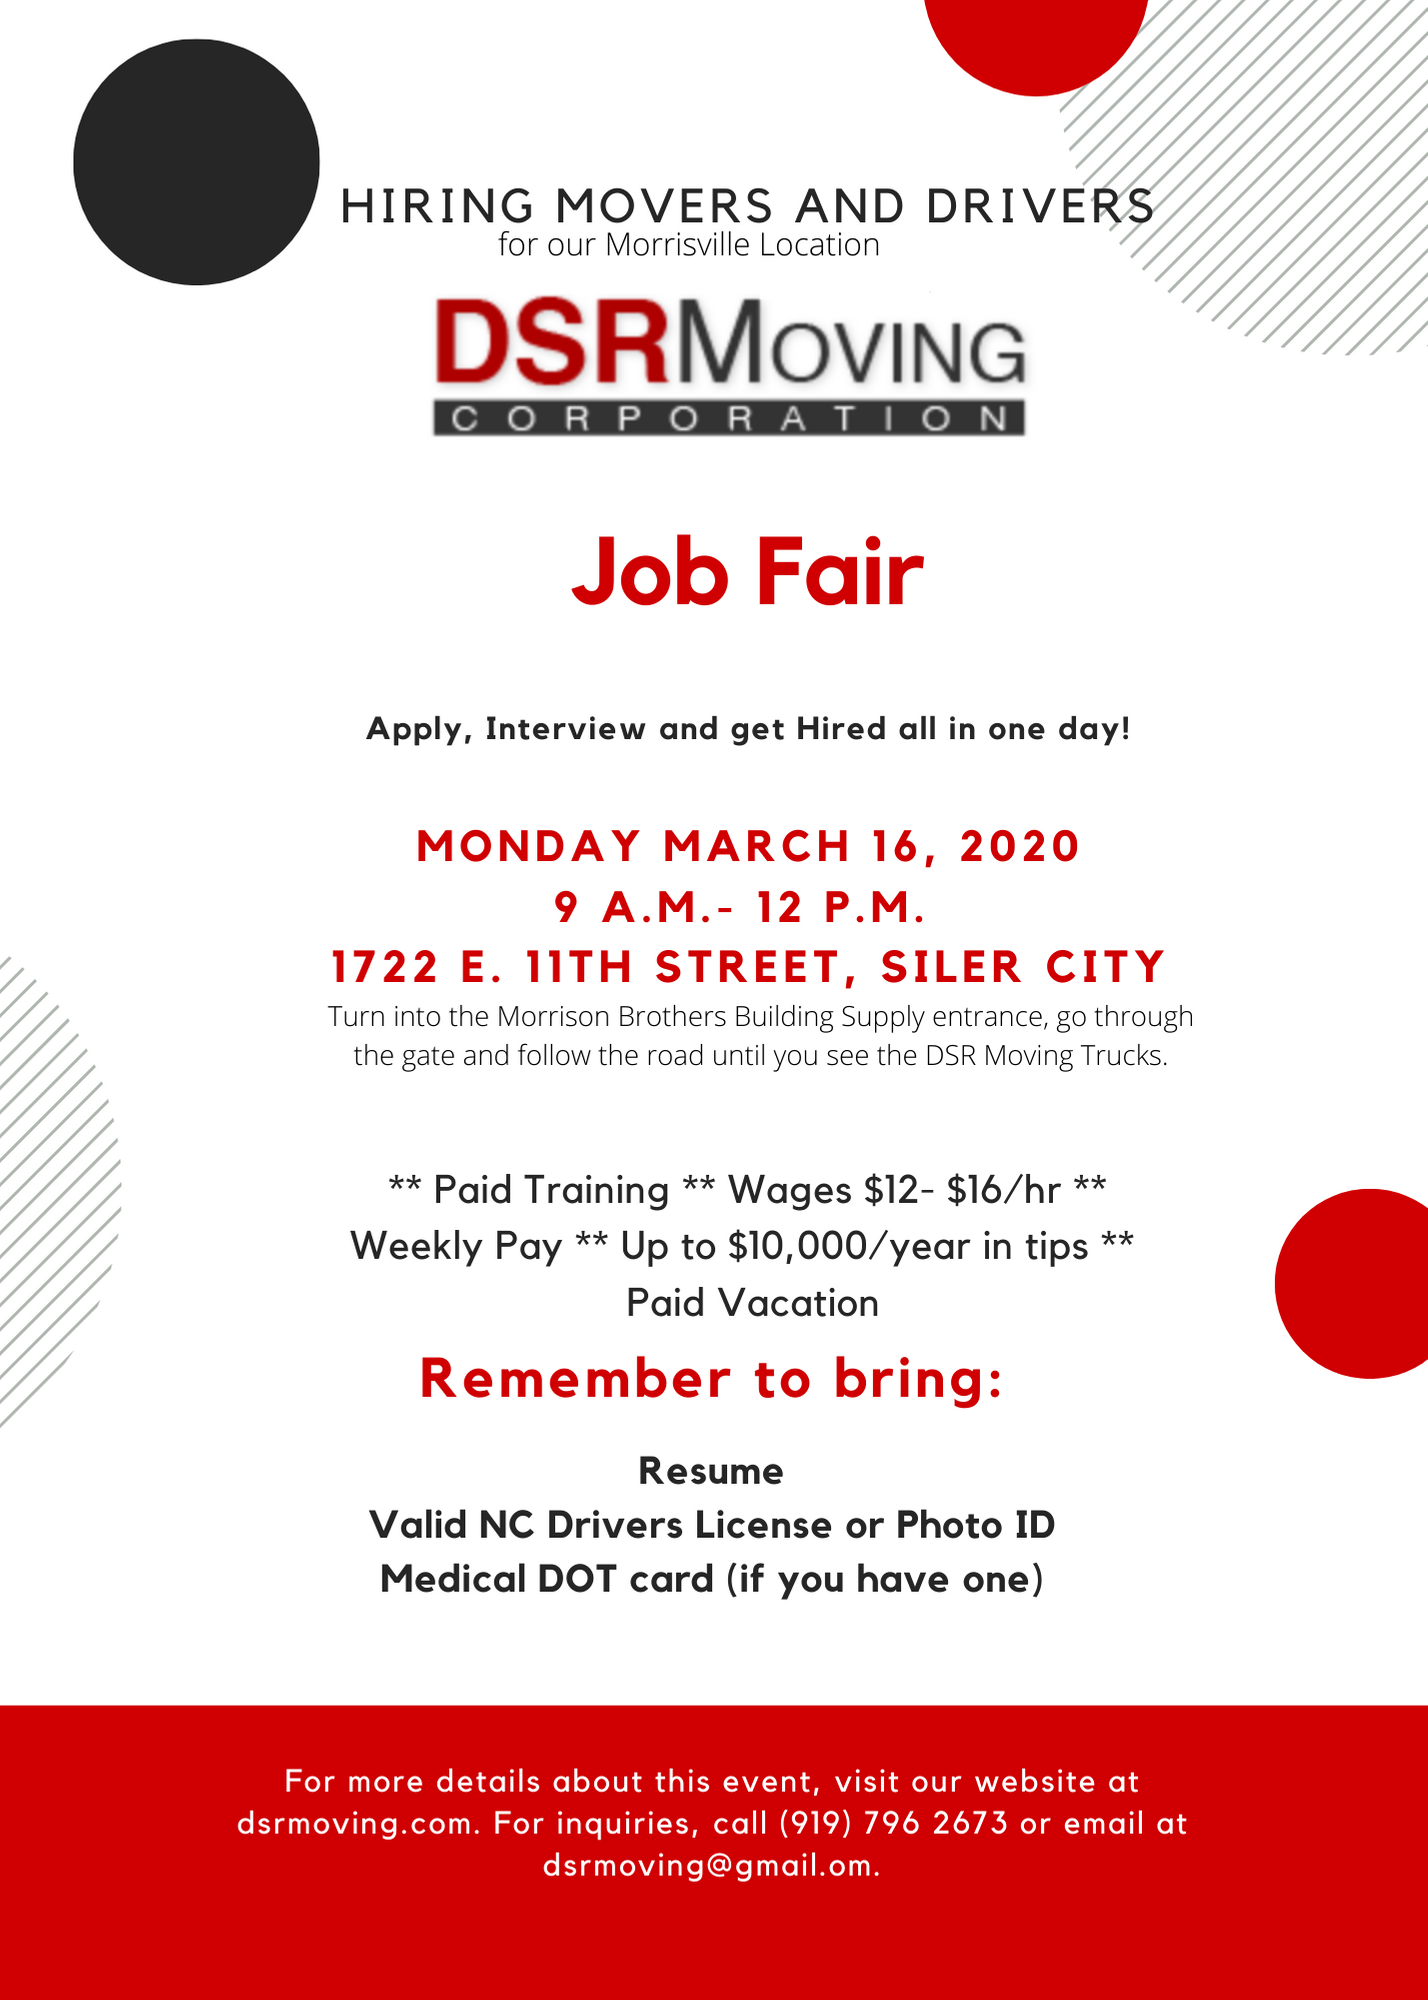 HIRING MOVERS AND DRIVERS
for our Morrisville Location
DSRMOVING
CORPORATION
Job Fair
Apply, Interview and get Hired all in one day!
MONDAY MARCH 16, 2020
9 A.M.- 12 P.M.
1722 E. 11TH STREET, SILER CITY
Turn into the Morrison Brothers Building Supply entrance, go through
the gate and follow the road until you see the DSR Moving Trucks.
** Paid Training ** Wages $12- $16/hr **
Weekly Pay ** Up to $10,000/year in tips **
Paid Vacation
Remember to bring:
Resume
Valid NC Drivers License or Photo ID
Medical DOT card (if you have one)
For more details about this event, visit our website at
dsrmoving.com. For inquiries, call (919) 796 2673 or email at
dsrmoving@gmail.om.